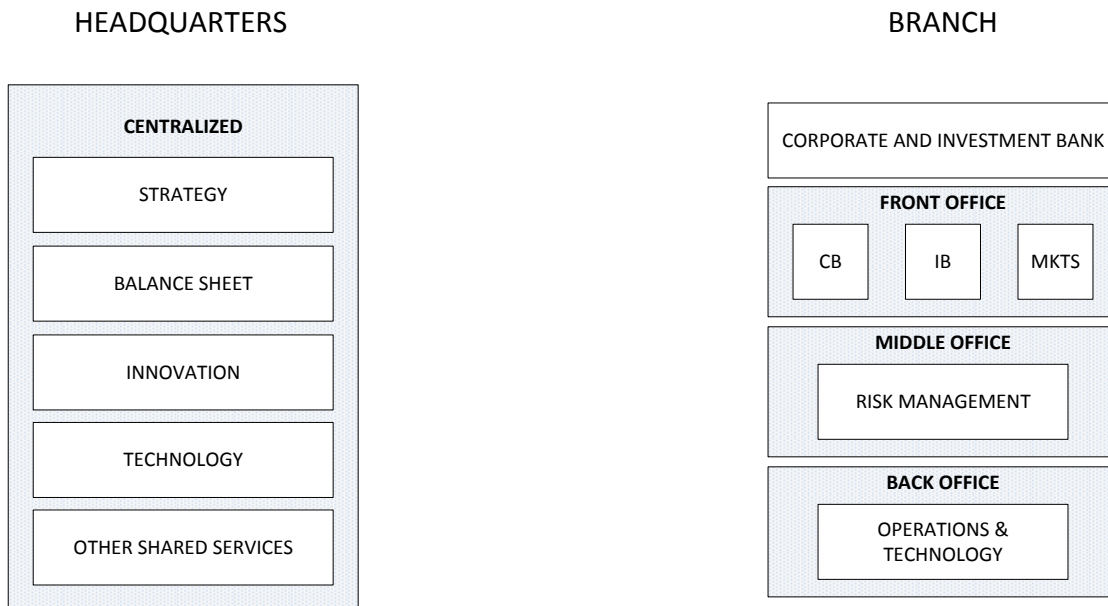 HEADQUARTERS
CENTRALIZED
STRATEGY
BALANCE SHEET
INNOVATION
TECHNOLOGY
OTHER SHARED SERVICES
BRANCH
CORPORATE AND INVESTMENT BANK
FRONT OFFICE
CB
IB
MKTS
MIDDLE OFFICE
RISK MANAGEMENT
BACK OFFICE
OPERATIONS &
TECHNOLOGY